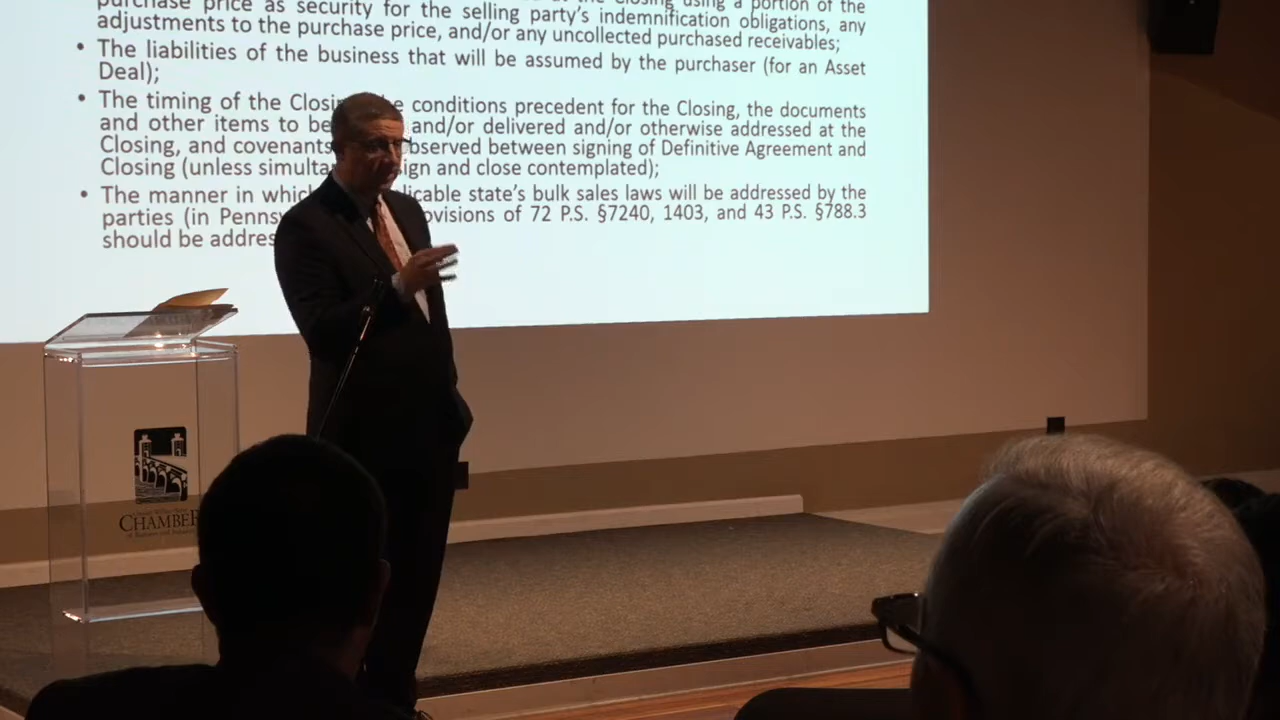 purchase price as security for the selling party's indemnification obligations, any
adjustments to the purchase price, and/or any uncollected purchased receivables;
• The liabilities of the business that will be assumed by the purchaser (for an Asset
Deal);
• The timing of the conditions precedent for the Closing, the documents
and other items to be and/or delivered and/or otherwise addressed at the
Closing, and covenants observed between signing of Definitive Agreement and
Closing (unless sign and close contemplated);
• The manner in which state's bulk sales laws will be addressed by the
parties (in provisions of 72 P.S. §7240, 1403, and 43 P.S. §788.3
should be
CHAMBER